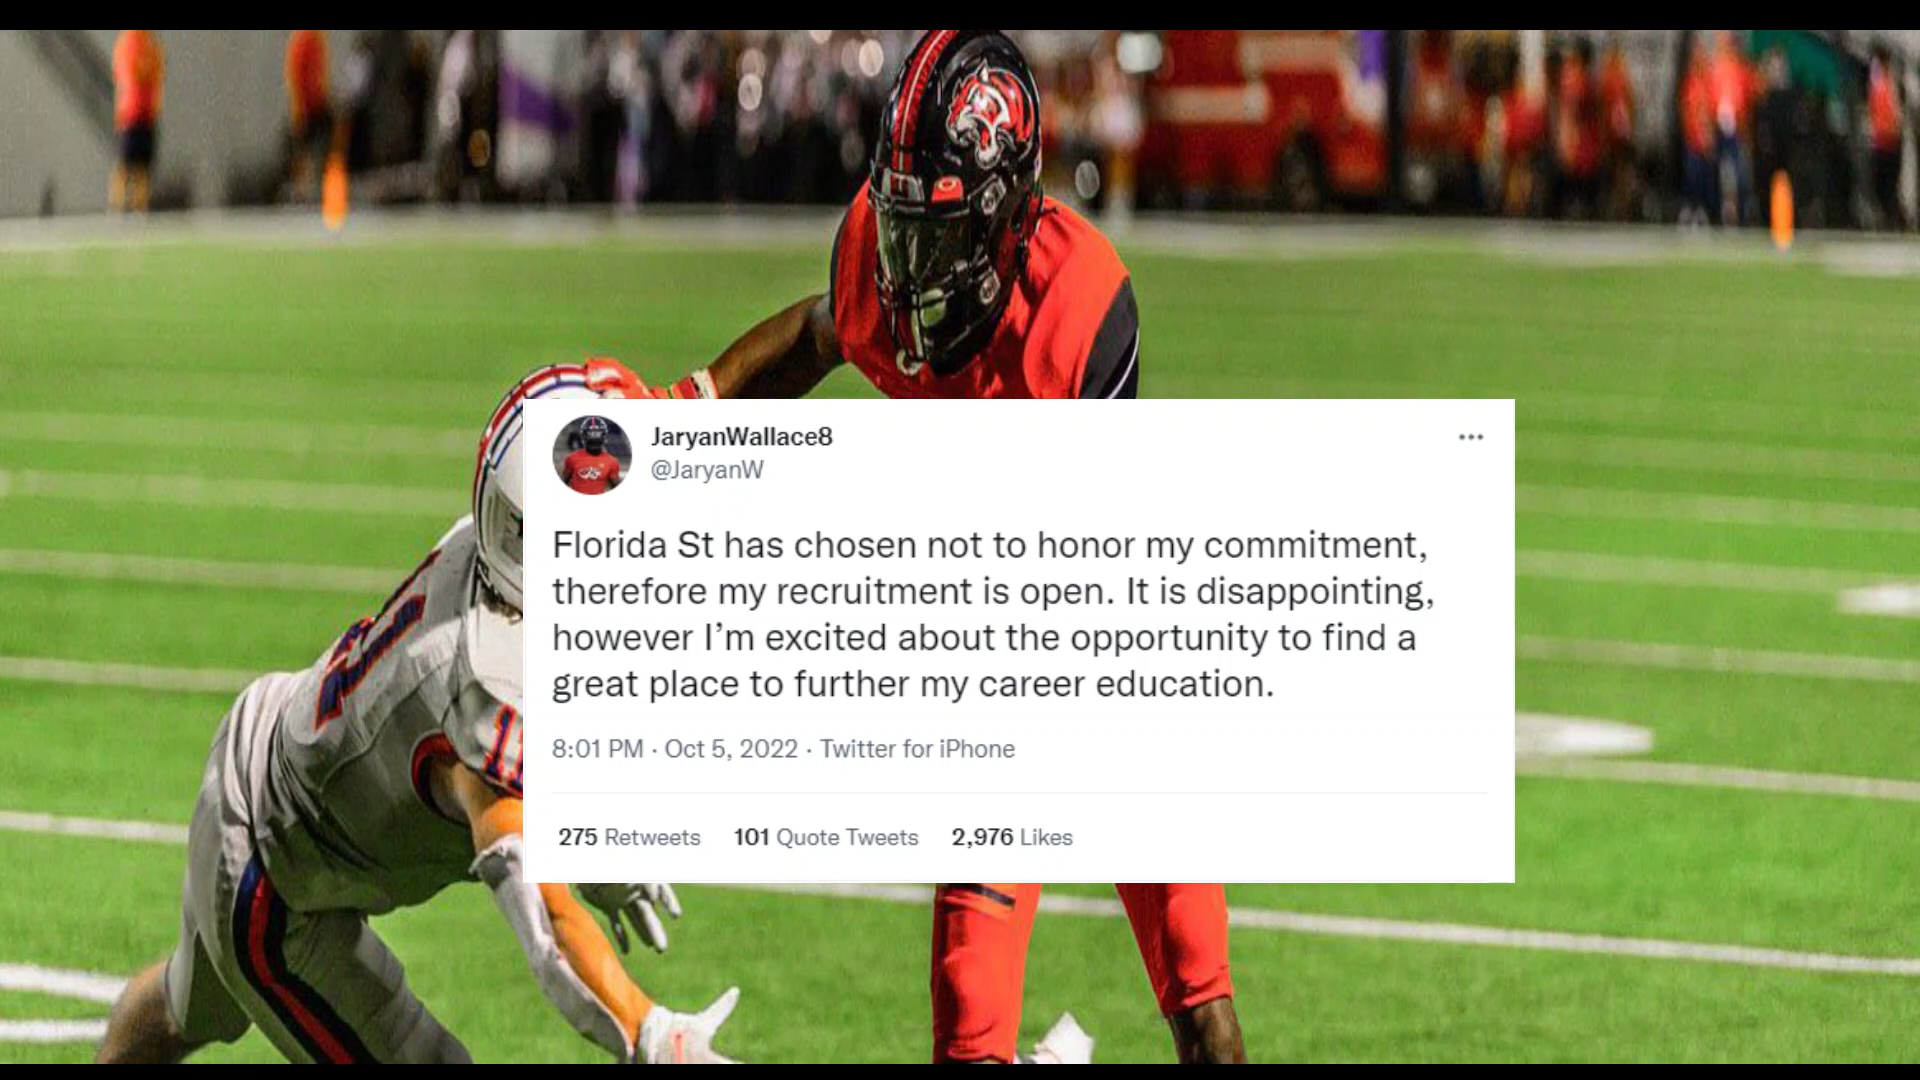 JaryanWallace8
@JaryanW
Florida St has chosen not to honor my commitment,
therefore my recruitment is open. It is disappointing,
however I’m excited about the opportunity to find a
great place to further my career education.
8:01 PM · Oct 5, 2022 · Twitter for iPhone
275 Retweets 101 Quote Tweets 2,976 Likes